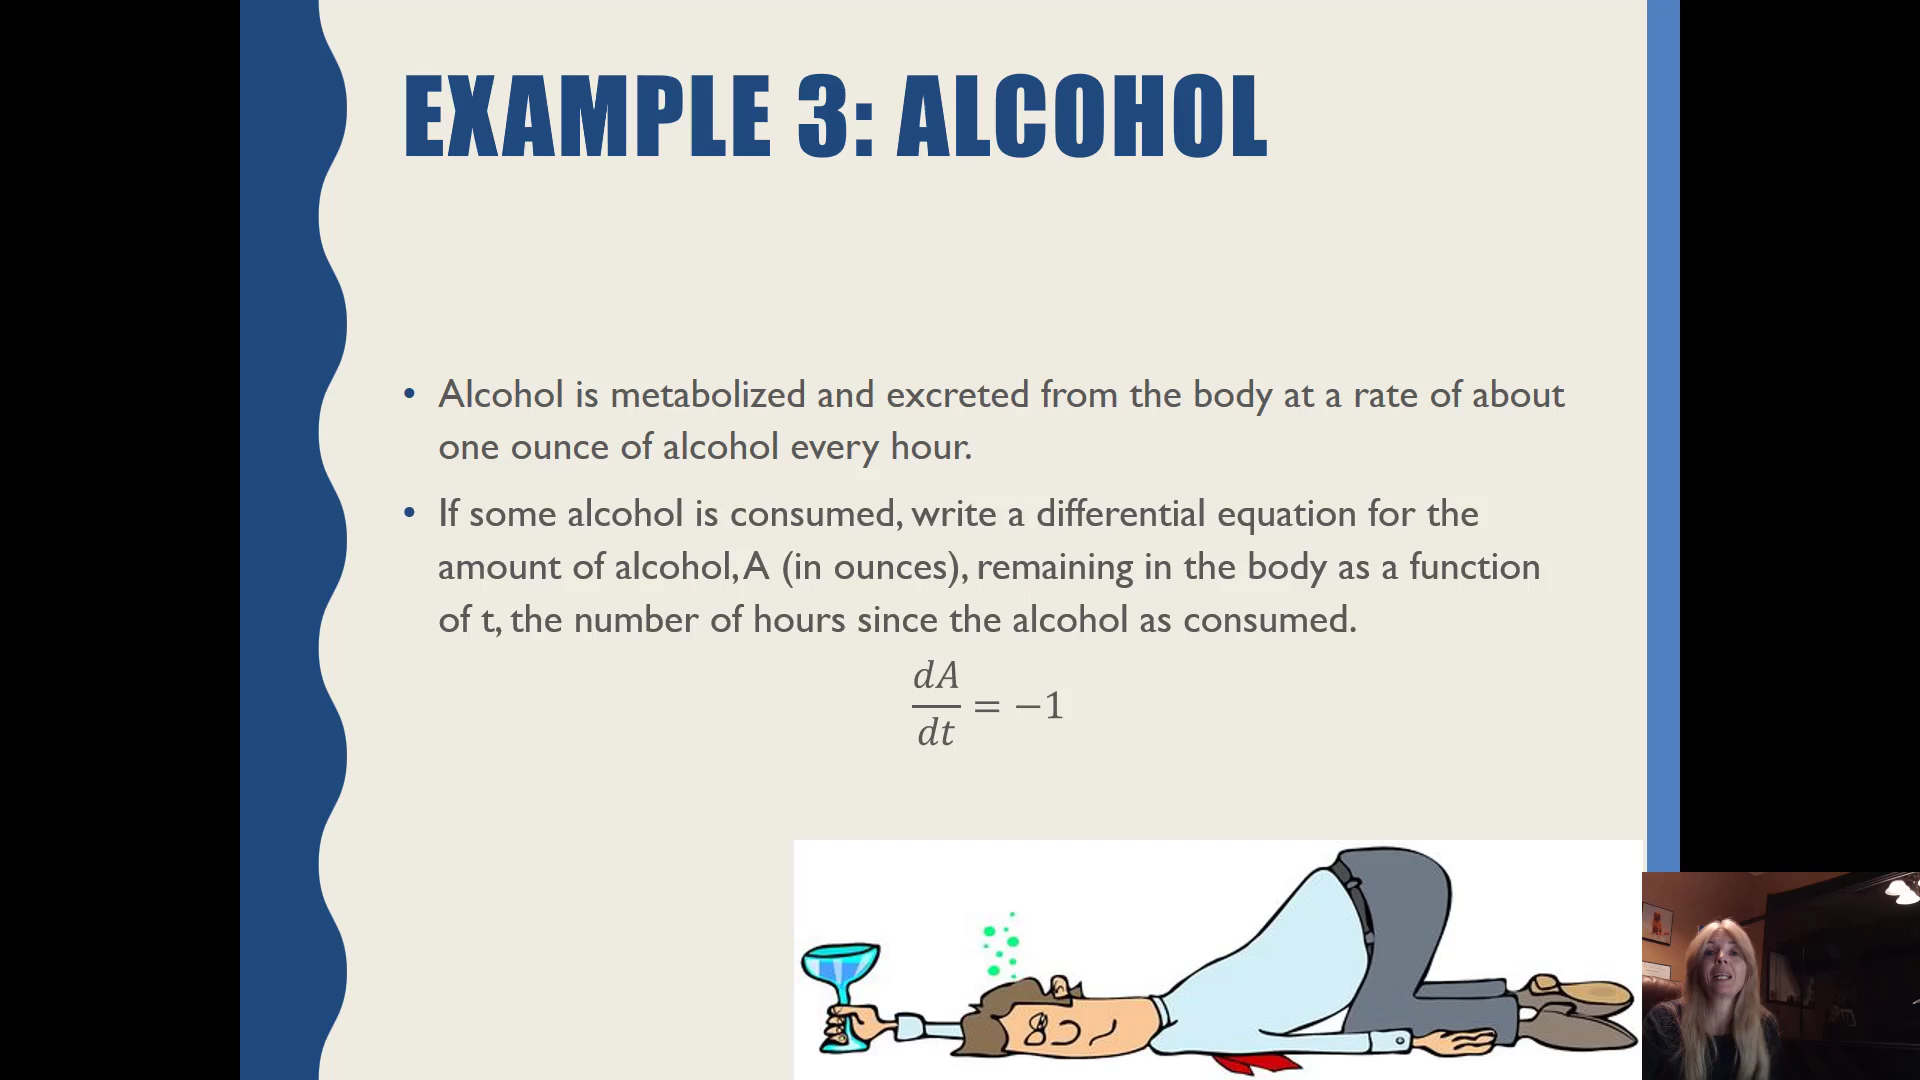 EXAMPLE 3: ALCOHOL
• Alcohol is metabolized and excreted from the body at a rate of about
one ounce of alcohol every hour.
• If some alcohol is consumed, write a differential equation for the
amount of alcohol, A (in ounces), remaining in the body as a function
of t, the number of hours since the alcohol as consumed.
dA/dt = −1